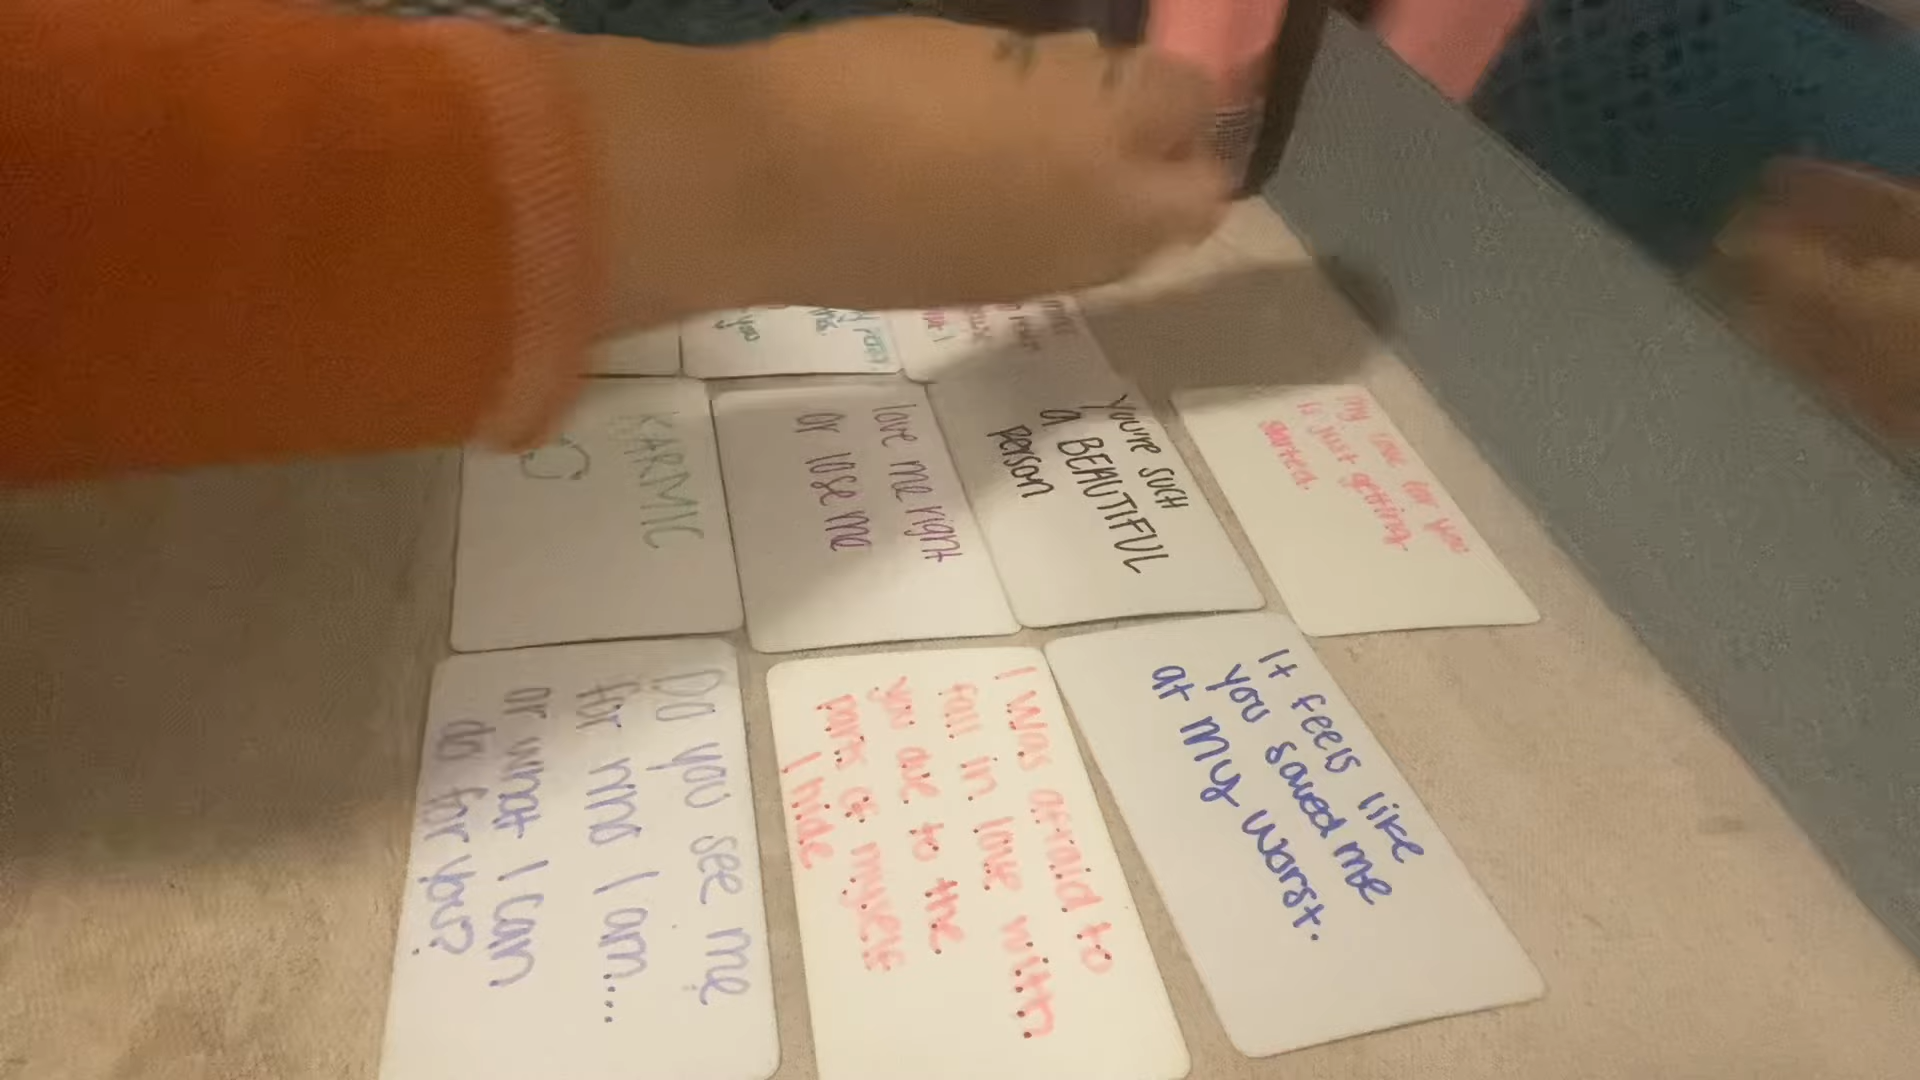 you
KARMIC
love me right
or lose me
You're such
a BEAUTIFUL
person
My love for you
is just getting
started.
Do you see me
for who I am...
or what I can
do for you?
I was afraid to
fall in love with
you due to the
parts of myself
I hide
It feels like
you saved me
at my worst.